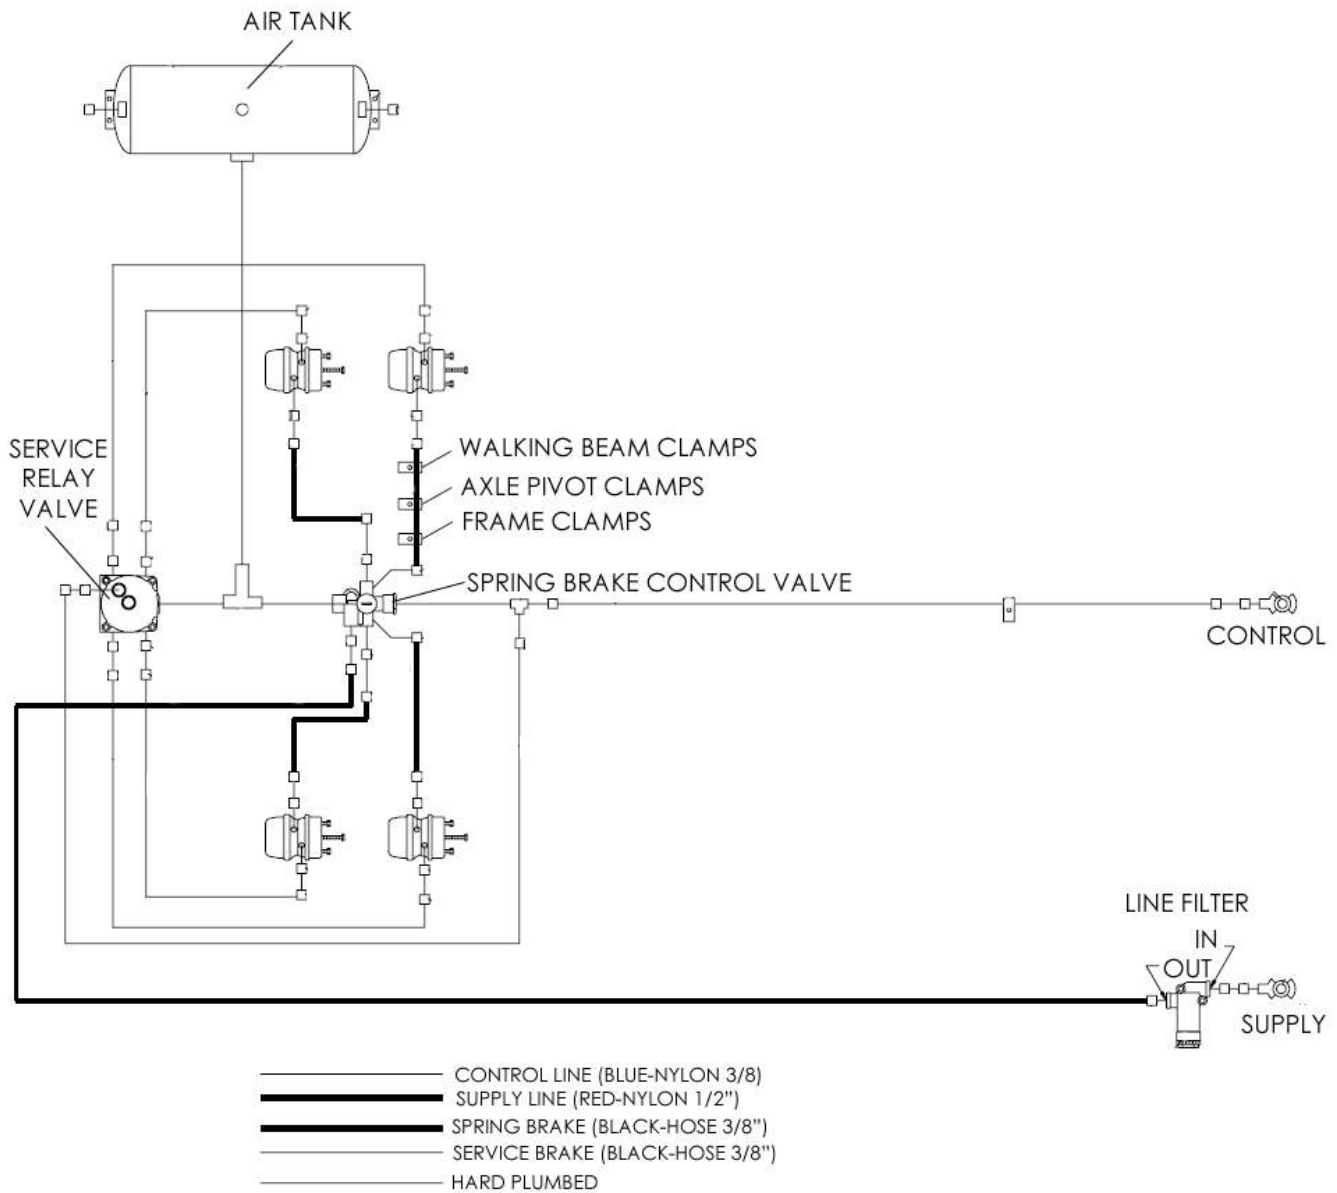 AIR TANK
SERVICE
RELAY
VALVE
WALKING BEAM CLAMPS
AXLE PIVOT CLAMPS
FRAME CLAMPS
SPRING BRAKE CONTROL VALVE
CONTROL
LINE FILTER
IN
OUT
SUPPLY
CONTROL LINE (BLUE-NYLON 3/8)
SUPPLY LINE (RED-NYLON 1/2")
SPRING BRAKE (BLACK-HOSE 3/8")
SERVICE BRAKE (BLACK-HOSE 3/8")
HARD PLUMBED